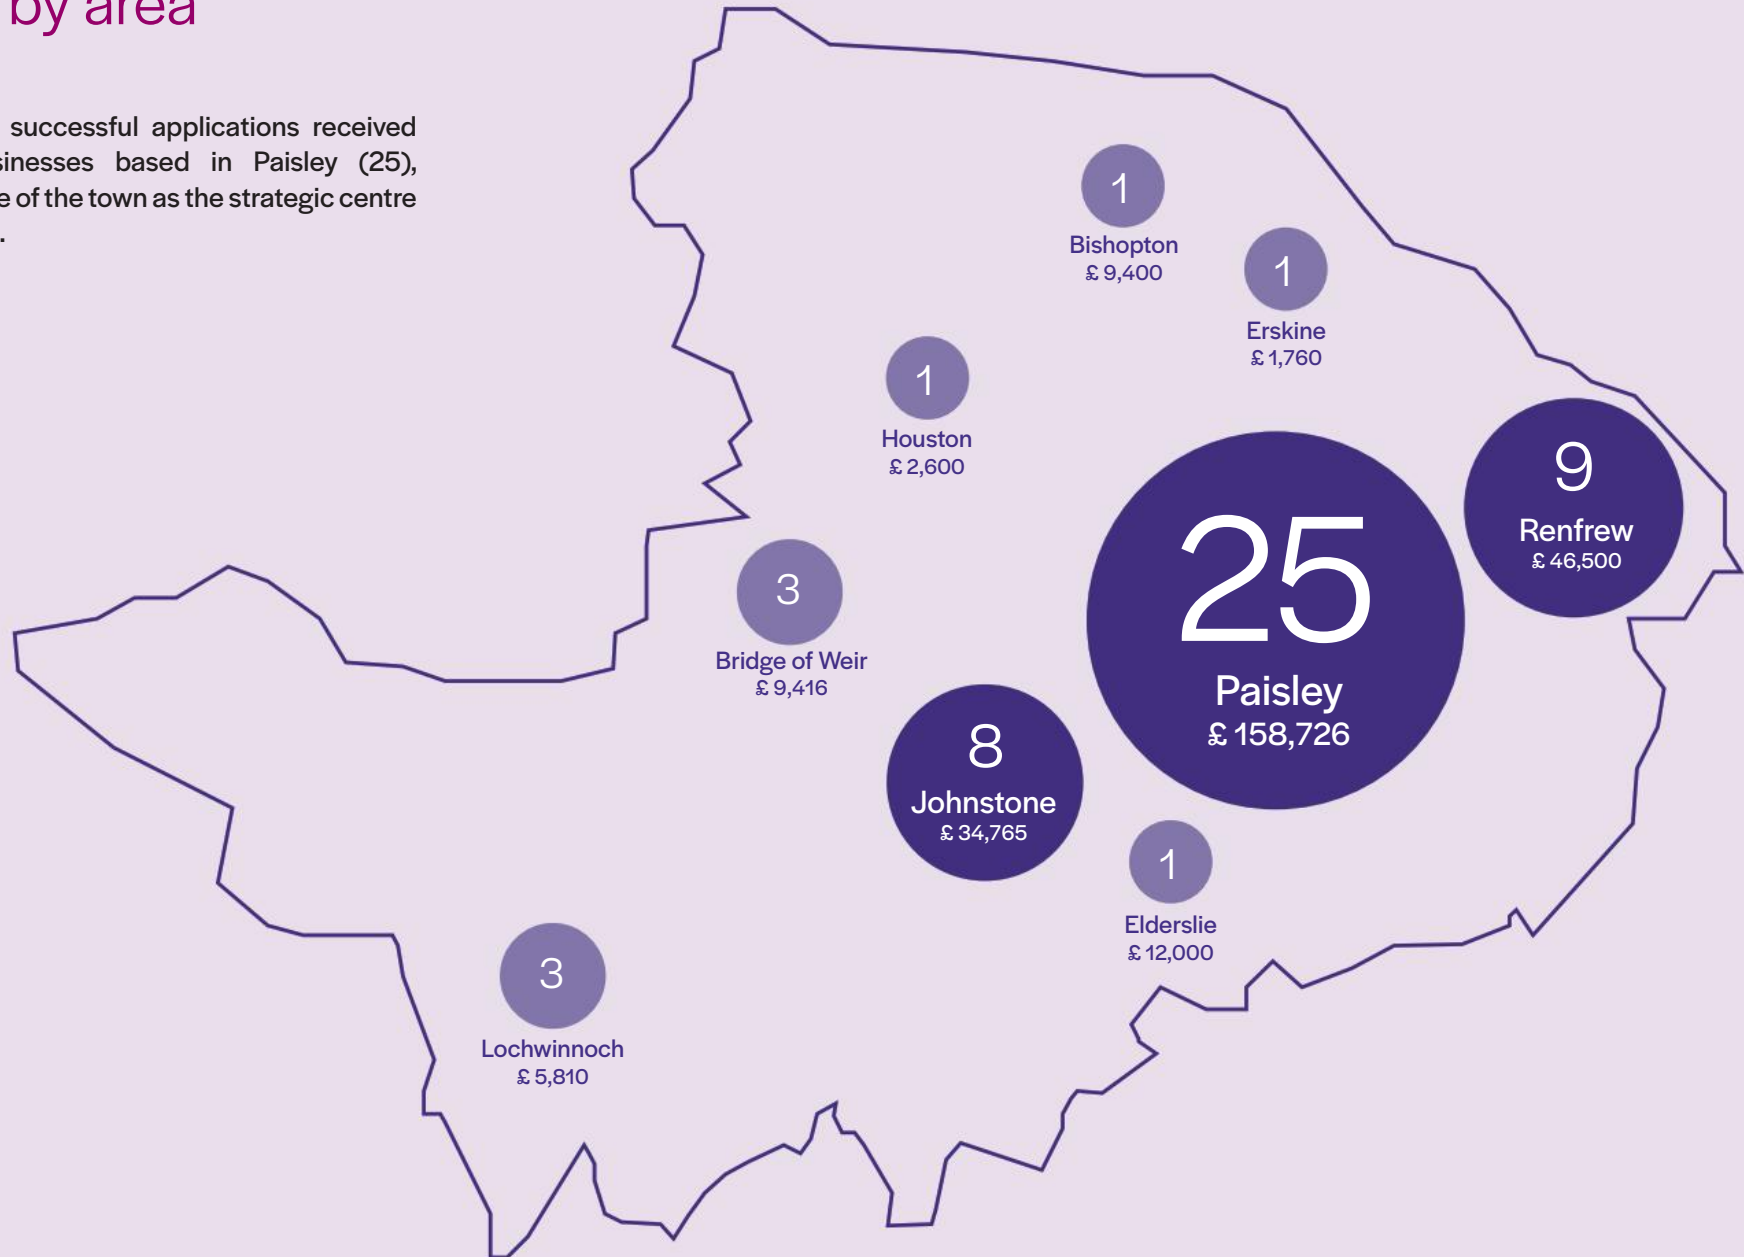 by area
successful applications received
based in Paisley (25),
of the town as the strategic centre
.
1
Bishopton
£ 9,400
1
Erskine
£ 1,760
1
Houston
£ 2,600
9
Renfrew
£ 46,500
25
Paisley
£ 158,726
3
Bridge of Weir
£ 9,416
8
Johnstone
£ 34,765
1
Elderslie
£ 12,000
3
Lochwinnoch
£ 5,810